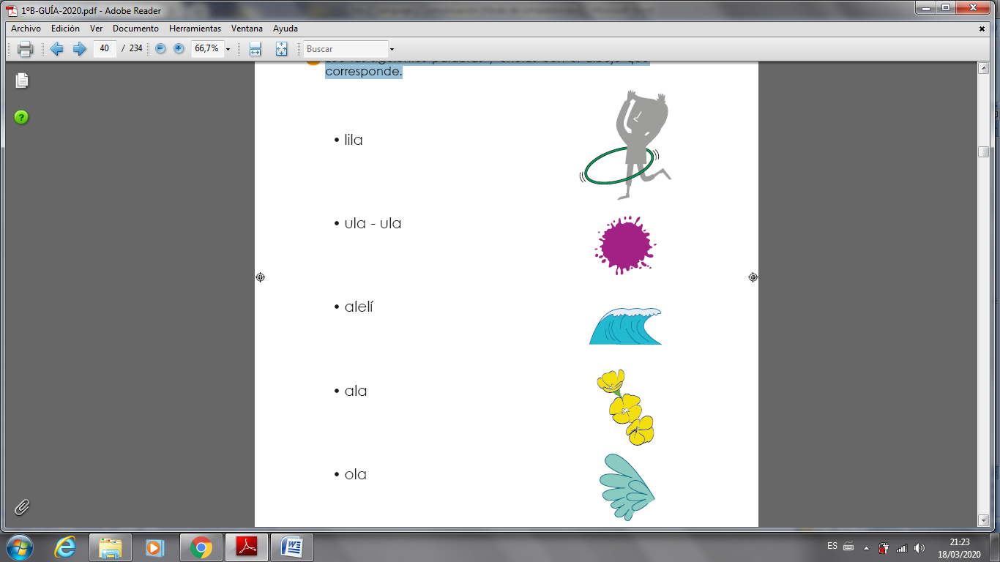 1ºB-GUÍA-2020.pdf - Adobe Reader
Archivo Edición Ver Documento Herramientas Ventana Ayuda
40 / 234 66,7% Buscar
corresponde.
• lila
• ula - ula
• alelí
• ala
• ola
ES 21:23
18/03/2020